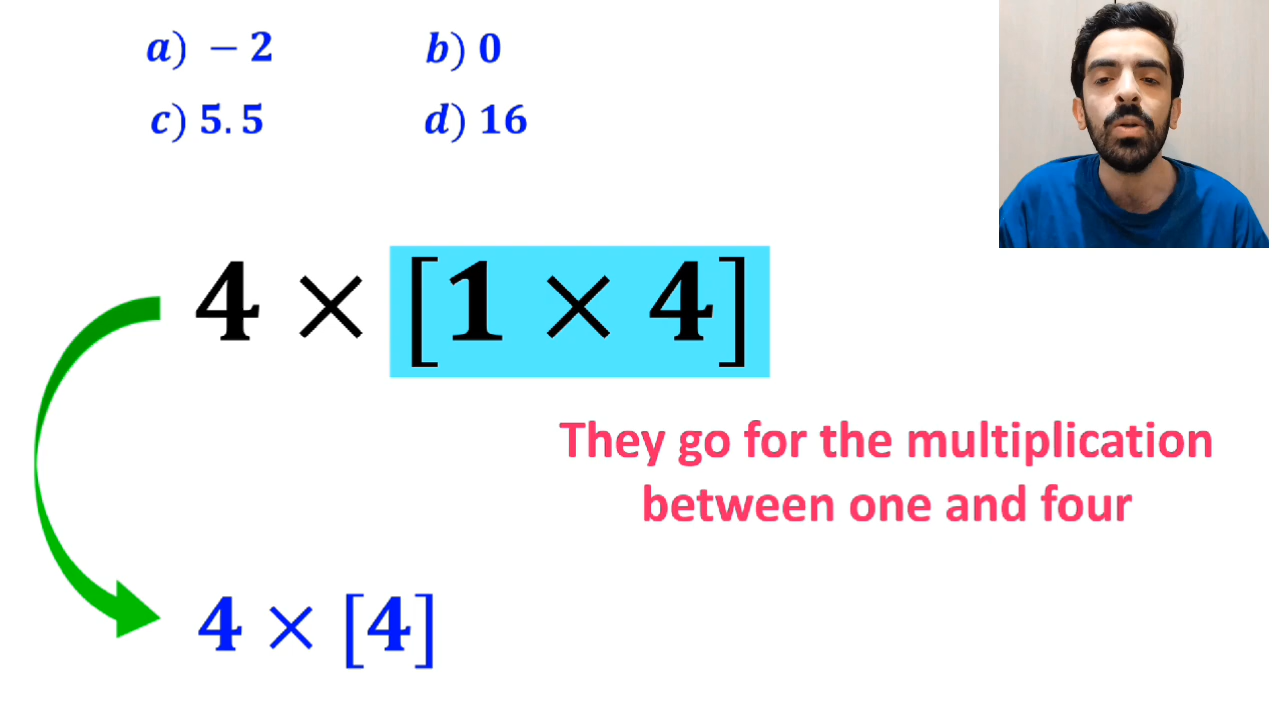 a) − 2 b) 0
c) 5.5 d) 16
4 × [1 × 4]
They go for the multiplication
between one and four
4 × [4]